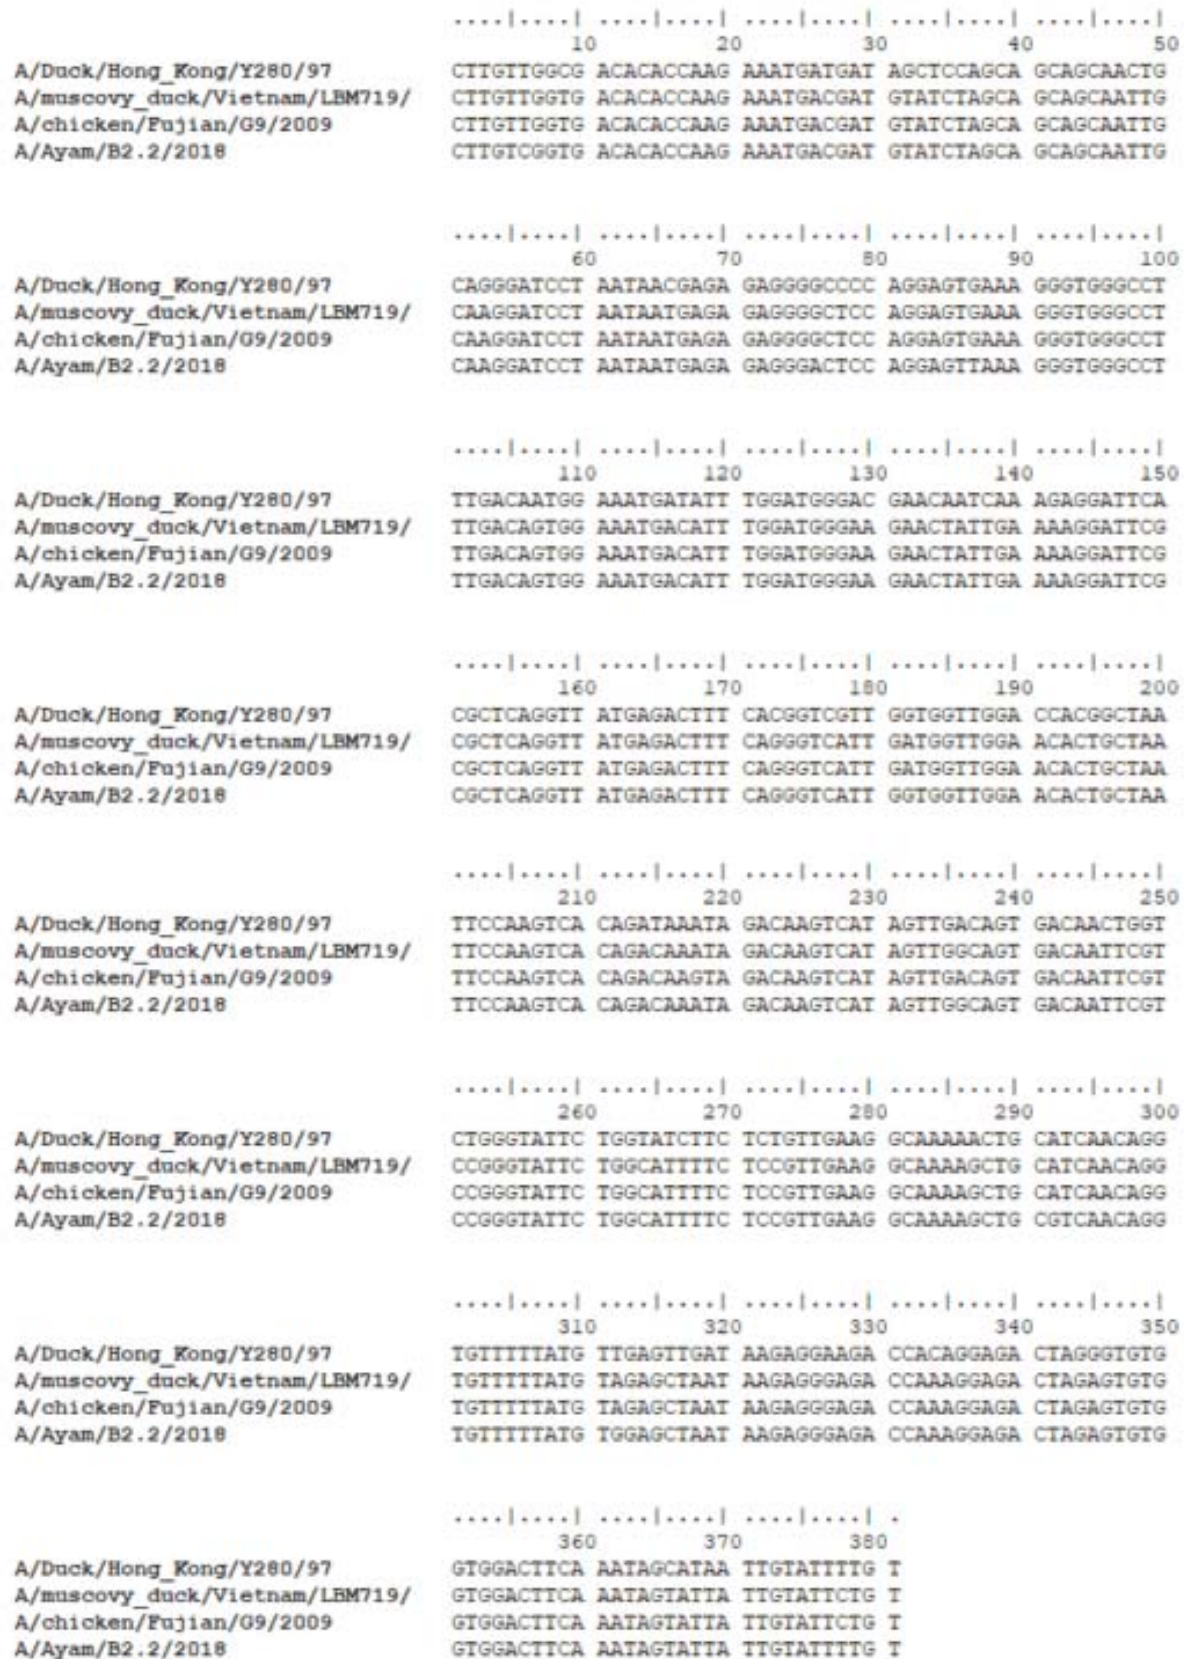 ....|....| ....|....| ....|....| ....|....| ....|....|
10 20 30 40 50
A/Duck/Hong_Kong/Y280/97 CTTGTTGGCG ACACACCAAG AAATGATGAT AGCTCCAGCA GCAGCAACTG
A/muscovy_duck/Vietnam/LBM719/ CTTGTTGGTG ACACACCAAG AAATGACGAT GTATCTAGCA GCAGCAATTG
A/chicken/Fujian/G9/2009 CTTGTTGGTG ACACACCAAG AAATGACGAT GTATCTAGCA GCAGCAATTG
A/Ayam/B2.2/2018 CTTGTCGGTG ACACACCAAG AAATGACGAT GTATCTAGCA GCAGCAATTG
....|....| ....|....| ....|....| ....|....| ....|....|
60 70 80 90 100
A/Duck/Hong_Kong/Y280/97 CAGGGATCCT AATAACGAGA GAGGGGCCCC AGGAGTGAAA GGGTGGGCCT
A/muscovy_duck/Vietnam/LBM719/ CAAGGATCCT AATAATGAGA GAGGGGCTCC AGGAGTGAAA GGGTGGGCCT
A/chicken/Fujian/G9/2009 CAAGGATCCT AATAATGAGA GAGGGGCTCC AGGAGTGAAA GGGTGGGCCT
A/Ayam/B2.2/2018 CAAGGATCCT AATAATGAGA GAGGGACTCC AGGAGTTAAA GGGTGGGCCT
....|....| ....|....| ....|....| ....|....| ....|....|
110 120 130 140 150
A/Duck/Hong_Kong/Y280/97 TTGACAATGG AAATGATATT TGGATGGGAC GAACAATCAA AGAGGATTCA
A/muscovy_duck/Vietnam/LBM719/ TTGACAGTGG AAATGACATT TGGATGGGAA GAACTATTGA AAAGGATTCG
A/chicken/Fujian/G9/2009 TTGACAGTGG AAATGACATT TGGATGGGAA GAACTATTGA AAAGGATTCG
A/Ayam/B2.2/2018 TTGACAGTGG AAATGACATT TGGATGGGAA GAACTATTGA AAAGGATTCG
....|....| ....|....| ....|....| ....|....| ....|....|
160 170 180 190 200
A/Duck/Hong_Kong/Y280/97 CGCTCAGGTT ATGAGACTTT CACGGTCGTT GGTGGTTGGA CCACGGCTAA
A/muscovy_duck/Vietnam/LBM719/ CGCTCAGGTT ATGAGACTTT CAGGGTCATT GATGGTTGGA ACACTGCTAA
A/chicken/Fujian/G9/2009 CGCTCAGGTT ATGAGACTTT CAGGGTCATT GATGGTTGGA ACACTGCTAA
A/Ayam/B2.2/2018 CGCTCAGGTT ATGAGACTTT CAGGGTCATT GGTGGTTGGA ACACTGCTAA
....|....| ....|....| ....|....| ....|....| ....|....|
210 220 230 240 250
A/Duck/Hong_Kong/Y280/97 TTCCAAGTCA CAGATAAATA GACAAGTCAT AGTTGACAGT GACAACTGGT
A/muscovy_duck/Vietnam/LBM719/ TTCCAAGTCA CAGACAAATA GACAAGTCAT AGTTGGCAGT GACAATTCGT
A/chicken/Fujian/G9/2009 TTCCAAGTCA CAGACAAGTA GACAAGTCAT AGTTGACAGT GACAATTCGT
A/Ayam/B2.2/2018 TTCCAAGTCA CAGACAAATA GACAAGTCAT AGTTGGCAGT GACAATTCGT
....|....| ....|....| ....|....| ....|....| ....|....|
260 270 280 290 300
A/Duck/Hong_Kong/Y280/97 CTGGGTATTC TGGTATCTTC TCTGTTGAAG GCAAAAACTG CATCAACAGG
A/muscovy_duck/Vietnam/LBM719/ CCGGGTATTC TGGCATTTTC TCCGTTGAAG GCAAAAGCTG CATCAACAGG
A/chicken/Fujian/G9/2009 CCGGGTATTC TGGCATTTTC TCCGTTGAAG GCAAAAGCTG CATCAACAGG
A/Ayam/B2.2/2018 CCGGGTATTC TGGCATTTTC TCCGTTGAAG GCAAAAGCTG CGTCAACAGG
....|....| ....|....| ....|....| ....|....| ....|....|
310 320 330 340 350
A/Duck/Hong_Kong/Y280/97 TGTTTTTATG TTGAGTTGAT AAGAGGAAGA CCACAGGAGA CTAGGGTGTG
A/muscovy_duck/Vietnam/LBM719/ TGTTTTTATG TAGAGCTAAT AAGAGGGAGA CCAAAGGAGA CTAGAGTGTG
A/chicken/Fujian/G9/2009 TGTTTTTATG TAGAGCTAAT AAGAGGGAGA CCAAAGGAGA CTAGAGTGTG
A/Ayam/B2.2/2018 TGTTTTTATG TGGAGCTAAT AAGAGGGAGA CCAAAGGAGA CTAGAGTGTG
....|....| ....|....| ....|....| .
360 370 380
A/Duck/Hong_Kong/Y280/97 GTGGACTTCA AATAGCATAA TTGTATTTTG T
A/muscovy_duck/Vietnam/LBM719/ GTGGACTTCA AATAGTATTA TTGTATTCTG T
A/chicken/Fujian/G9/2009 GTGGACTTCA AATAGTATTA TTGTATTCTG T
A/Ayam/B2.2/2018 GTGGACTTCA AATAGTATTA TTGTATTTTG T